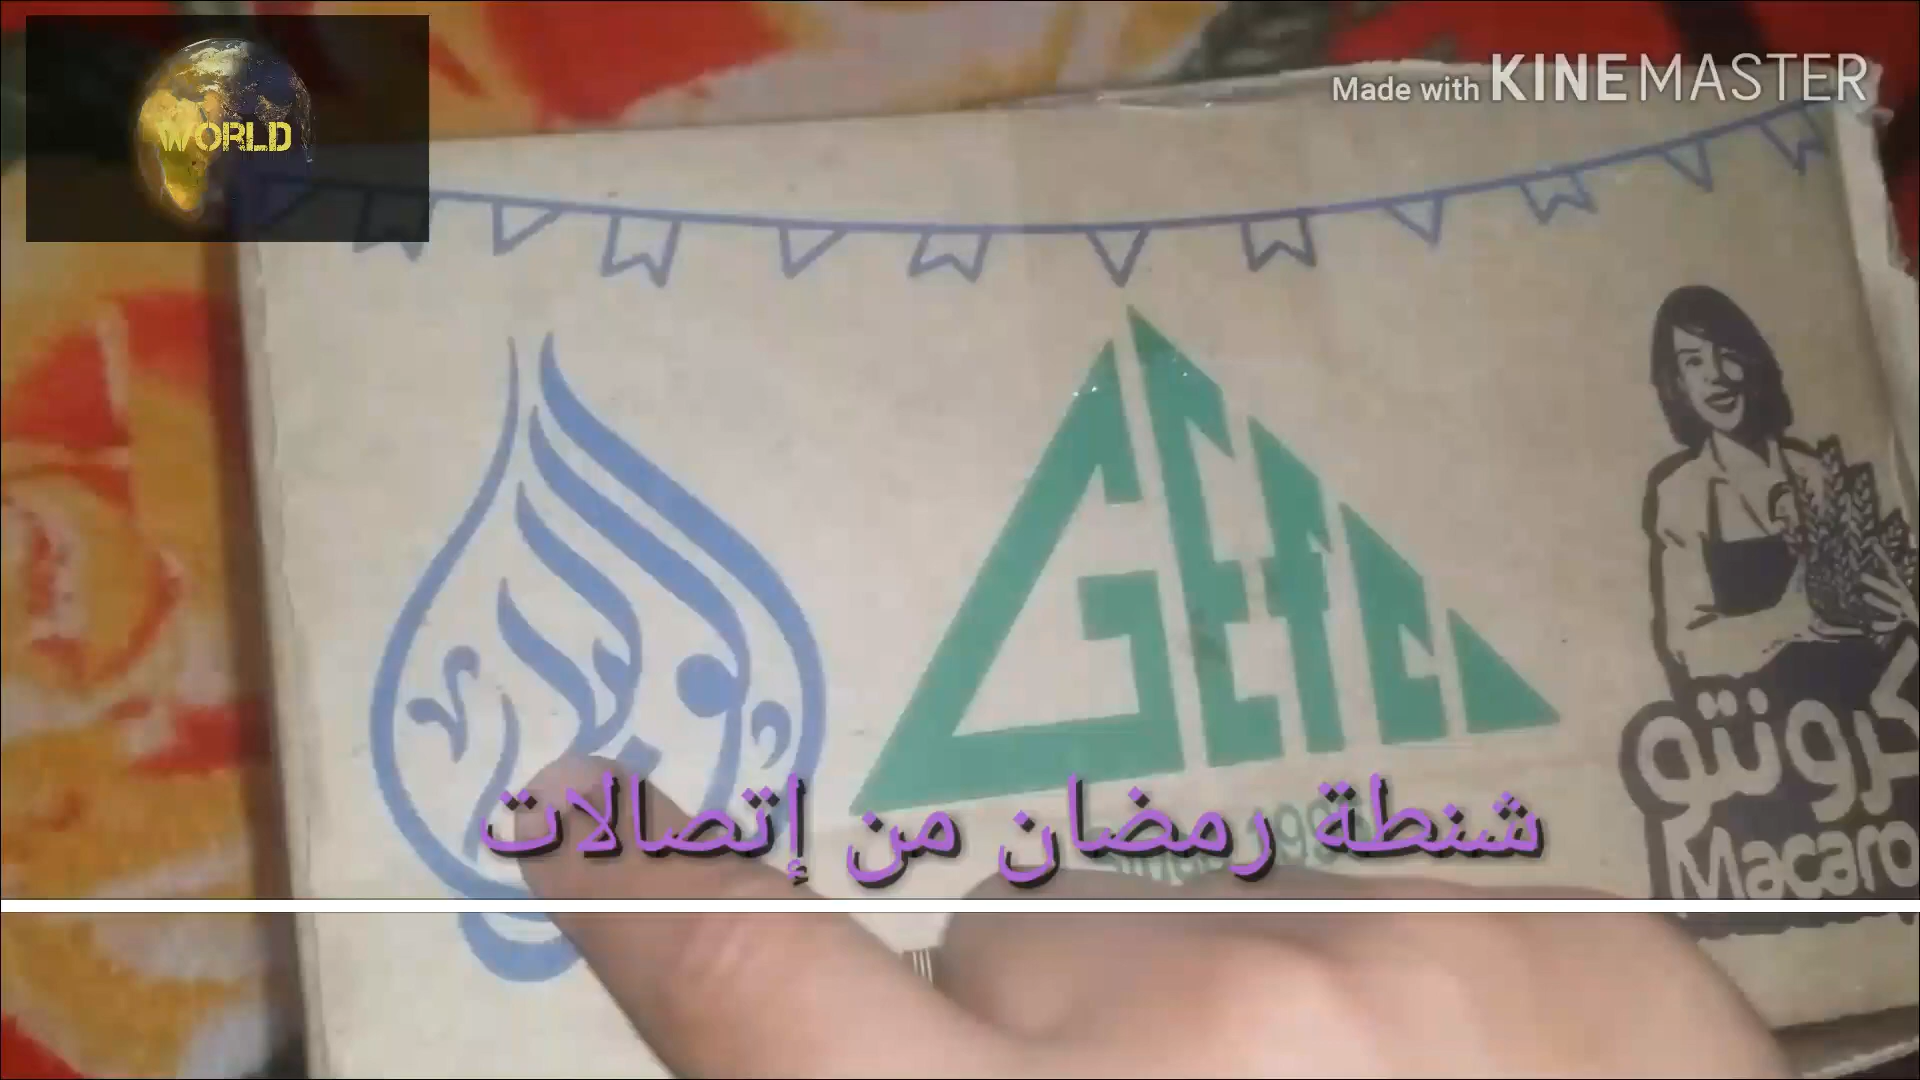 WORLD
Made with KINEMASTER
Gefco
كرونتو
Macaro
شنطة رمضان من إتصالات